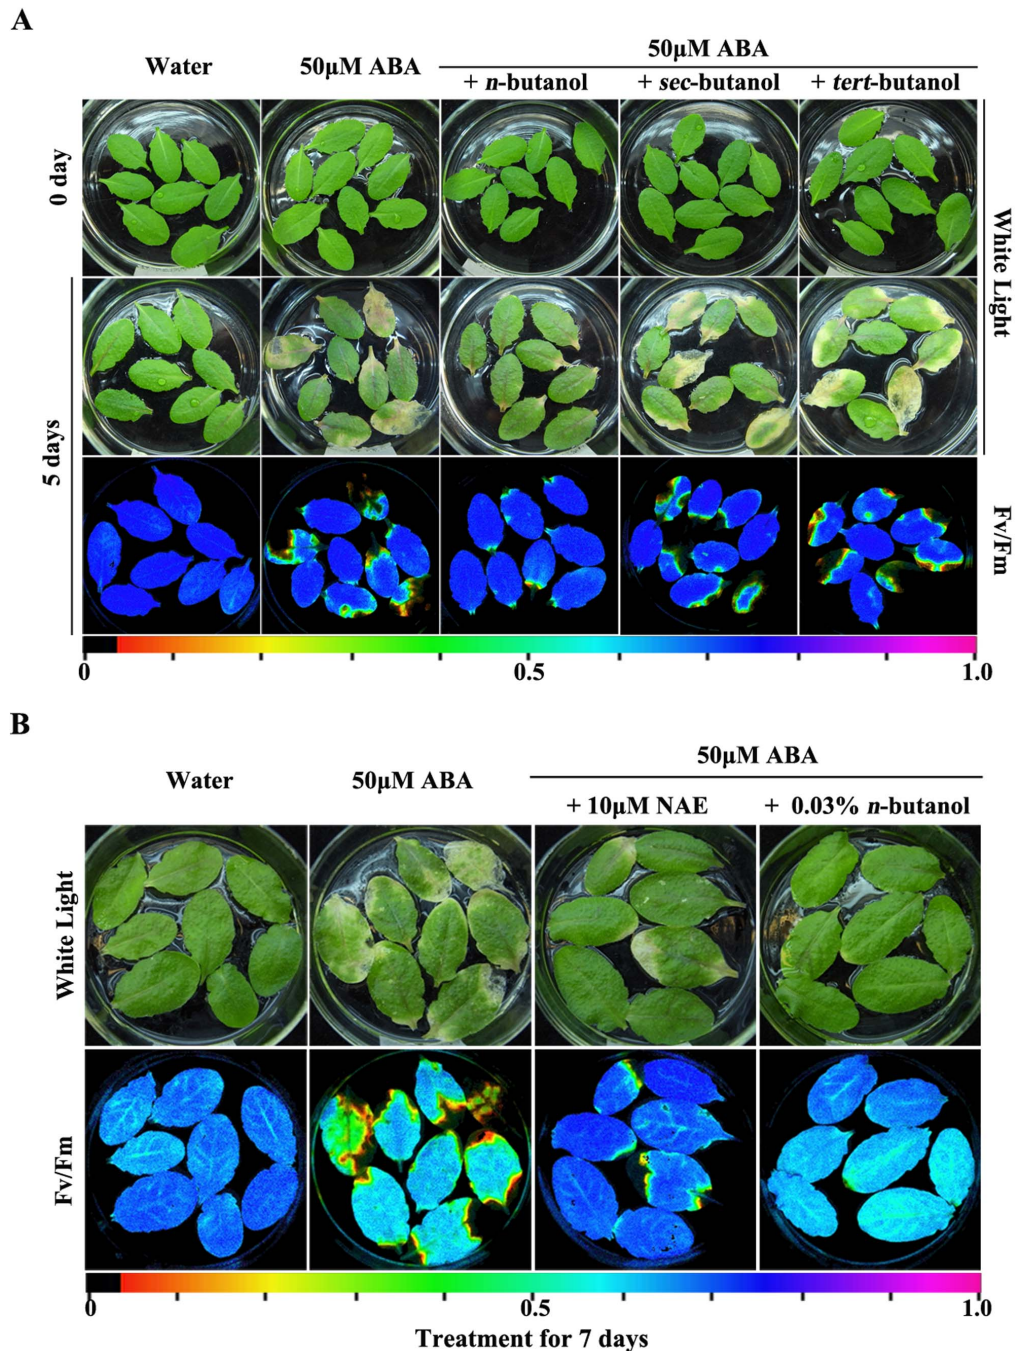 A
Water
50μM ABA
50μM ABA
+ n-butanol
+ sec-butanol
+ tert-butanol
0 day
5 days
White Light
Fv/Fm
0
0.5
1.0
B
Water
50μM ABA
50μM ABA
+ 10μM NAE
+ 0.03% n-butanol
White Light
Fv/Fm
0
0.5
1.0
Treatment for 7 days